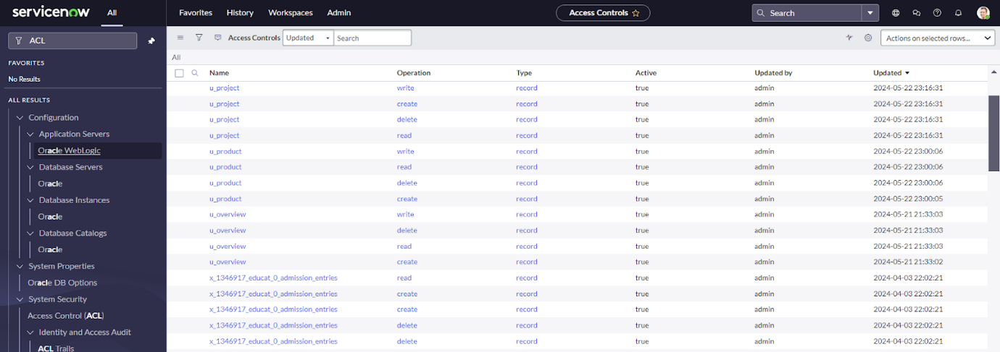 servicenow All Favorites History Workspaces Admin Access Controls Search
ACL
FAVORITES
No Results
ALL RESULTS
Configuration
Application Servers
Oracle WebLogic
Database Servers
Oracle
Database Instances
Oracle
Database Catalogs
Oracle
System Properties
Oracle DB Options
System Security
Access Control (ACL)
Identity and Access Audit
ACL Trails
Access Controls Updated Search Actions on selected rows...
All
Name Operation Type Active Updated by Updated
u_project write record true admin 2024-05-22 23:16:31
u_project create record true admin 2024-05-22 23:16:31
u_project delete record true admin 2024-05-22 23:16:31
u_project read record true admin 2024-05-22 23:16:31
u_product write record true admin 2024-05-22 23:00:06
u_product read record true admin 2024-05-22 23:00:06
u_product delete record true admin 2024-05-22 23:00:06
u_product create record true admin 2024-05-22 23:00:05
u_overview write record true admin 2024-05-21 21:33:03
u_overview delete record true admin 2024-05-21 21:33:03
u_overview read record true admin 2024-05-21 21:33:03
u_overview create record true admin 2024-05-21 21:33:02
x_1346917_educat_0_admission_entries read record true admin 2024-04-03 22:02:21
x_1346917_educat_0_admission_entries create record true admin 2024-04-03 22:02:21
x_1346917_educat_0_admission_entries create record true admin 2024-04-03 22:02:21
x_1346917_educat_0_admission_entries delete record true admin 2024-04-03 22:02:21
x_1346917_educat_0_admission_entries delete record true admin 2024-04-03 22:02:21